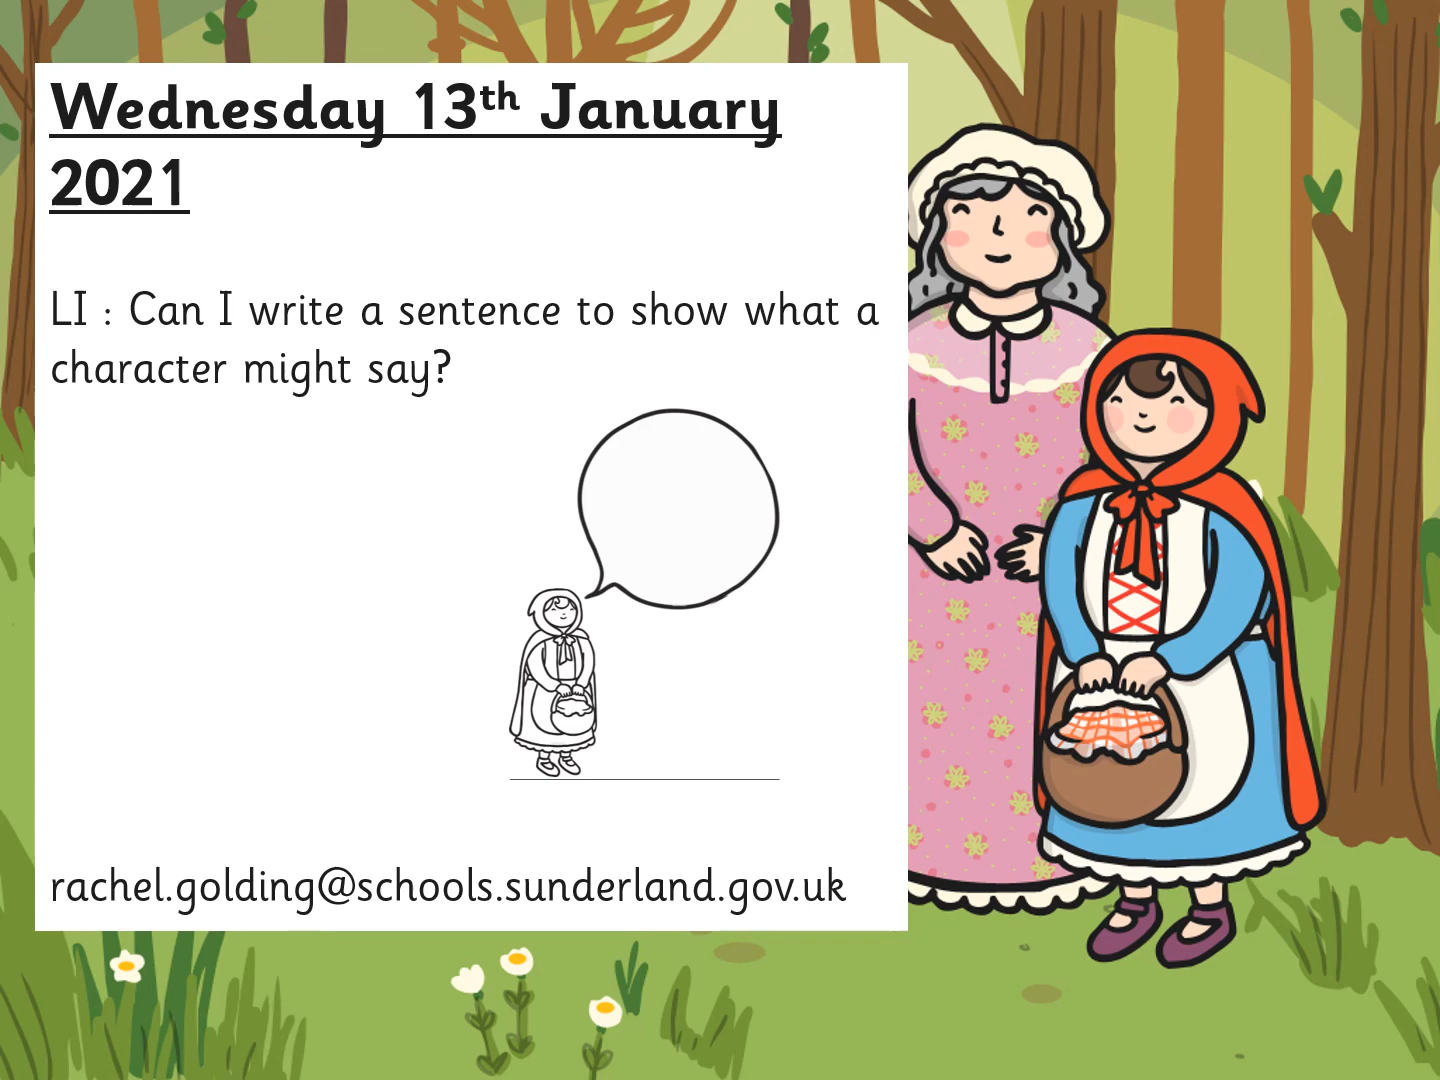 Wednesday 13th January
2021
LI : Can I write a sentence to show what a
character might say?
rachel.golding@schools.sunderland.gov.uk